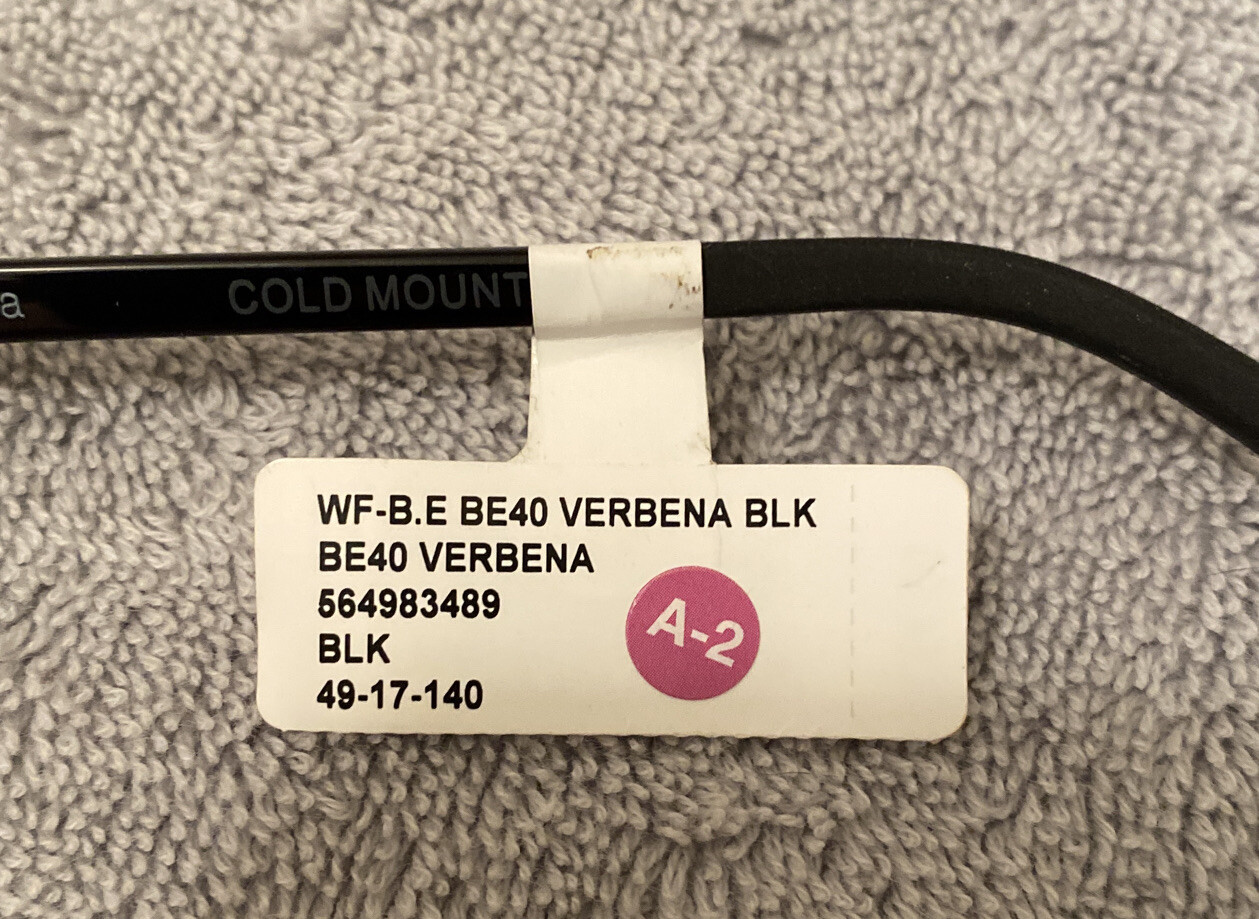 a COLD MOUNT
WF-B.E BE40 VERBENA BLK
BE40 VERBENA
564983489
BLK
49-17-140
A-2